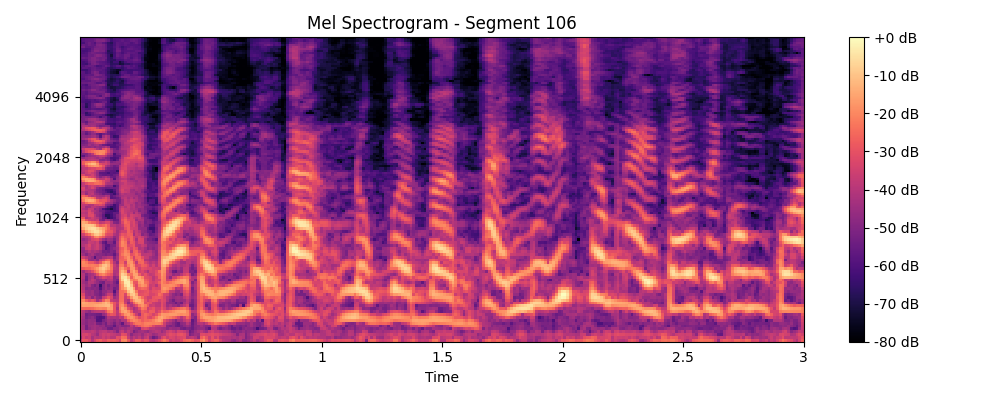 Mel Spectrogram - Segment 106
Frequency
4096
2048
1024
512
0
0
0.5
1
1.5
2
2.5
3
Time
+0 dB
-10 dB
-20 dB
-30 dB
-40 dB
-50 dB
-60 dB
-70 dB
-80 dB